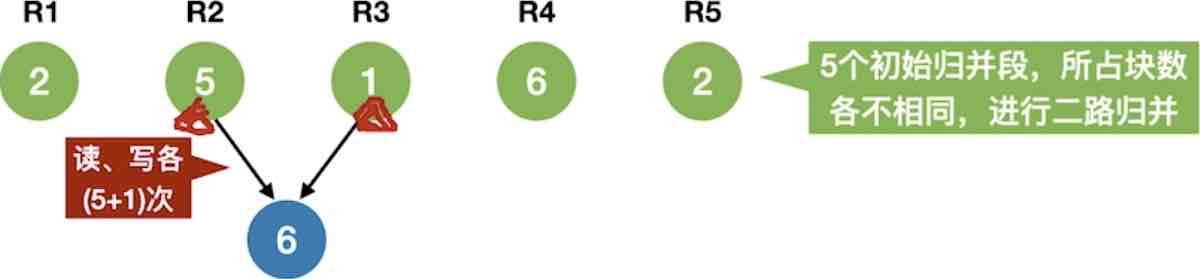 R1 R2 R3 R4 R5
2 5 1 6 2
5个初始归并段，所占块数
各不相同，进行二路归并
读、写各
(5+1)次
6